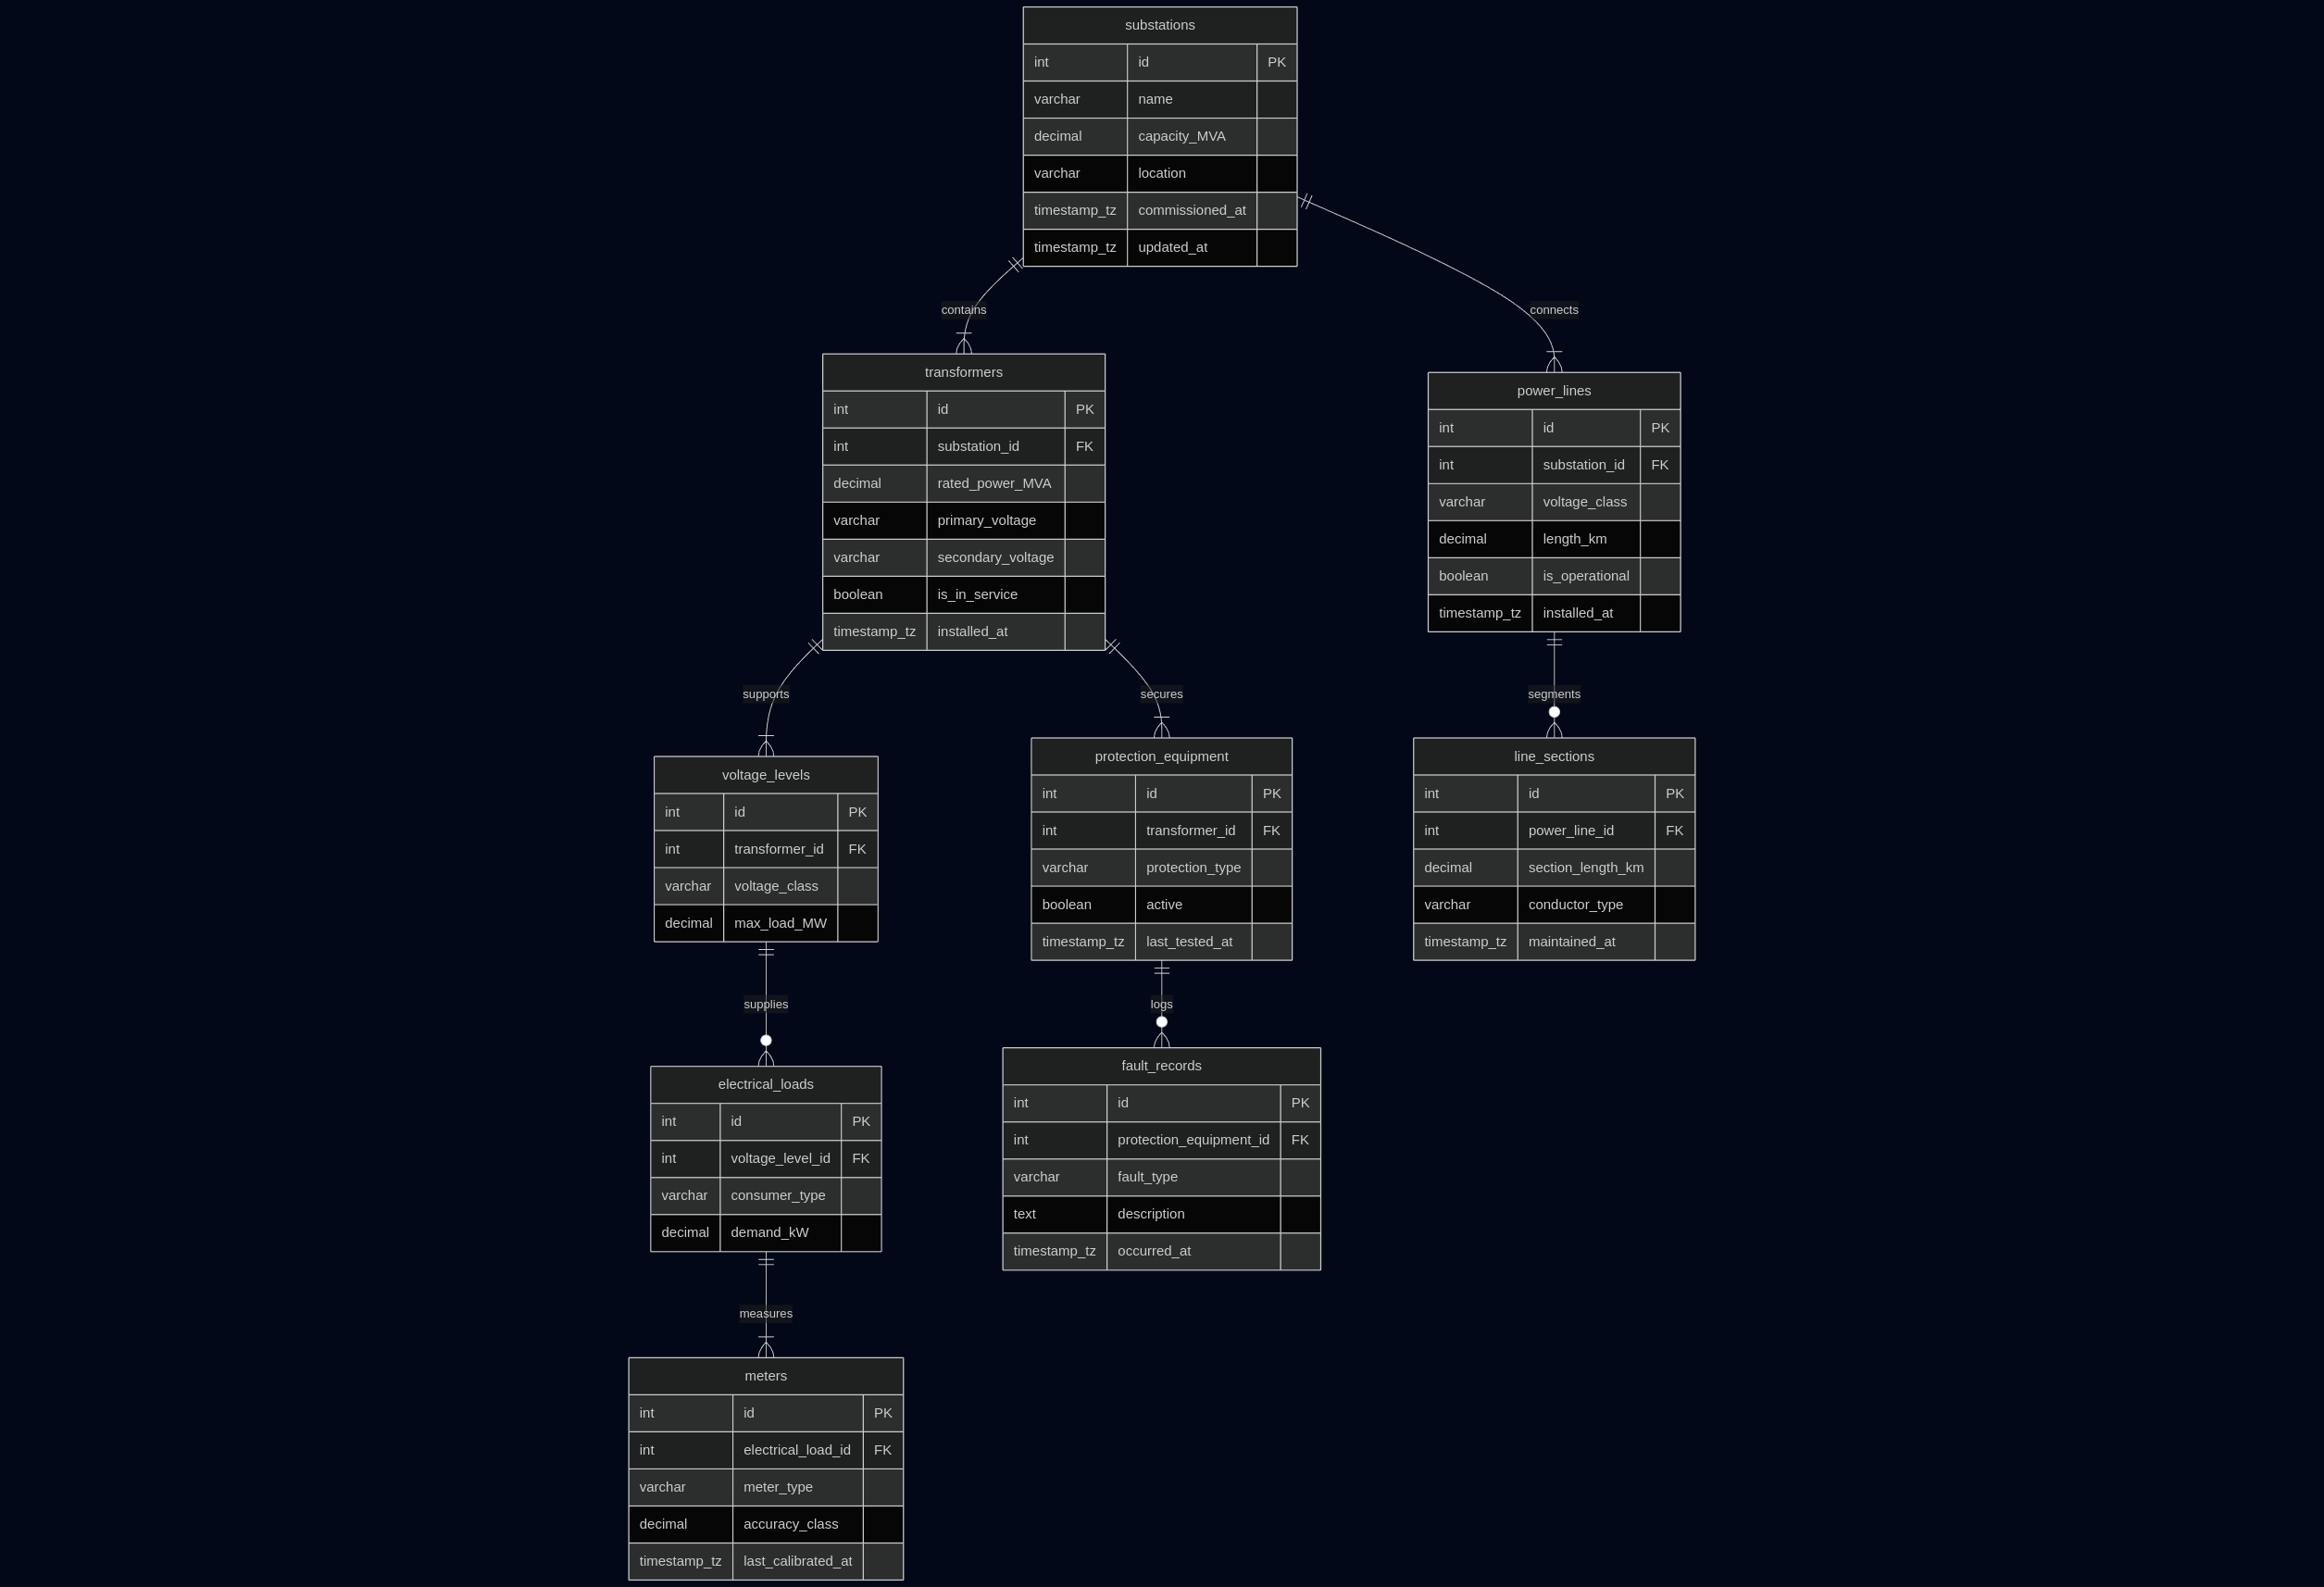 substations
int id PK
varchar name
decimal capacity_MVA
varchar location
timestamp_tz commissioned_at
timestamp_tz updated_at
contains
connects
transformers
int id PK
int substation_id FK
decimal rated_power_MVA
varchar primary_voltage
varchar secondary_voltage
boolean is_in_service
timestamp_tz installed_at
power_lines
int id PK
int substation_id FK
varchar voltage_class
decimal length_km
boolean is_operational
timestamp_tz installed_at
supports
secures
segments
voltage_levels
int id PK
int transformer_id FK
varchar voltage_class
decimal max_load_MW
protection_equipment
int id PK
int transformer_id FK
varchar protection_type
boolean active
timestamp_tz last_tested_at
line_sections
int id PK
int power_line_id FK
decimal section_length_km
varchar conductor_type
timestamp_tz maintained_at
supplies
logs
electrical_loads
int id PK
int voltage_level_id FK
varchar consumer_type
decimal demand_kW
fault_records
int id PK
int protection_equipment_id FK
varchar fault_type
text description
timestamp_tz occurred_at
measures
meters
int id PK
int electrical_load_id FK
varchar meter_type
decimal accuracy_class
timestamp_tz last_calibrated_at